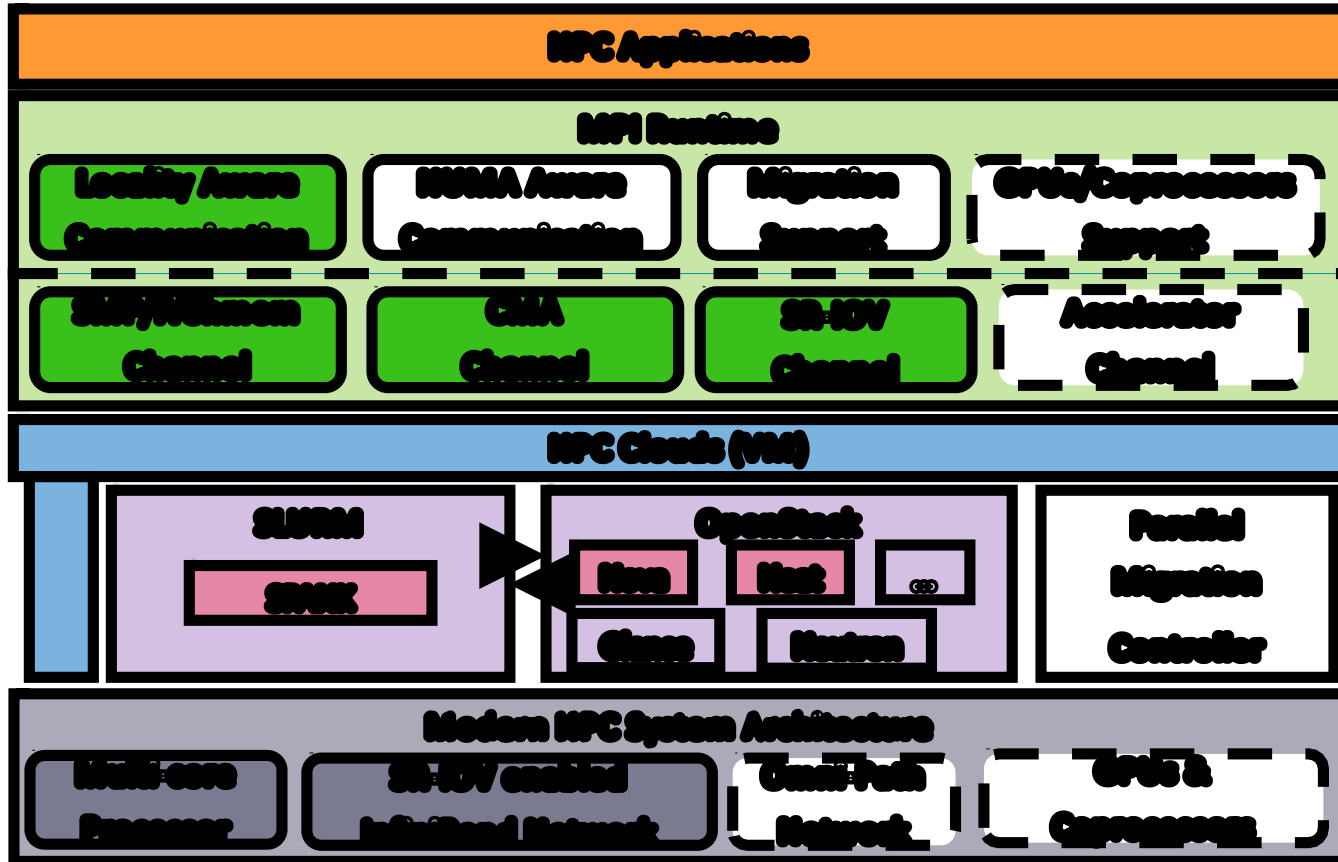 HPC Applications
MPI Runtime
Locality Aware
Communication
NUMA Aware
Communication
Migration
Support
GPUs/Coprocessors
Support
Channel
CMA
Channel
SR-IOV
Channel
Accelerator
Channel
HPC Clouds (VM)
SLURM
SPANK
OpenStack
Nova
Heat
Glance
Neutron
Parallel
Migration
Controller
Modern HPC System Architecture
Multi-core
Processor
SR-IOV enabled
InfiniBand Network
Omni-Path
Network
GPUs &
Coprocessors